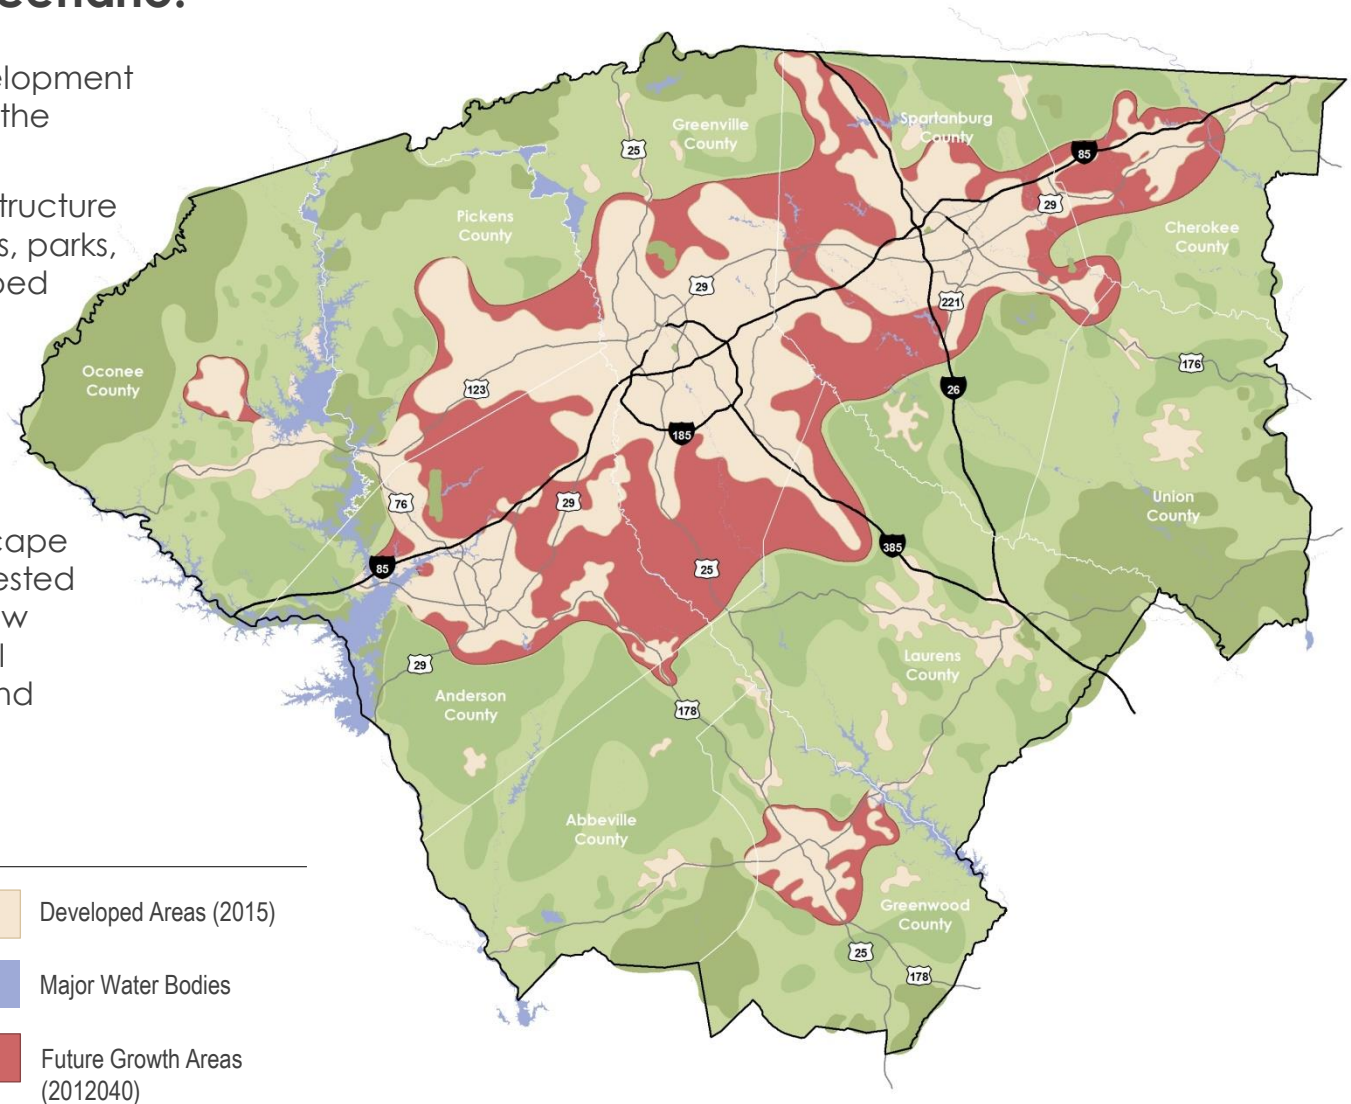 cenario:
elopment
the
tructure
s, parks,
ped
cape
ested
w
l
nd
Developed Areas (2015)
Major Water Bodies
Future Growth Areas
(2012040)
Greenville
County
Spartanburg
County
Pickens
County
Cherokee
County
Oconee
County
Union
County
Laurens
County
Anderson
County
Abbeville
County
Greenwood
County
25
85
29
29
221
176
123
26
185
76
29
385
85
25
29
178
25
178